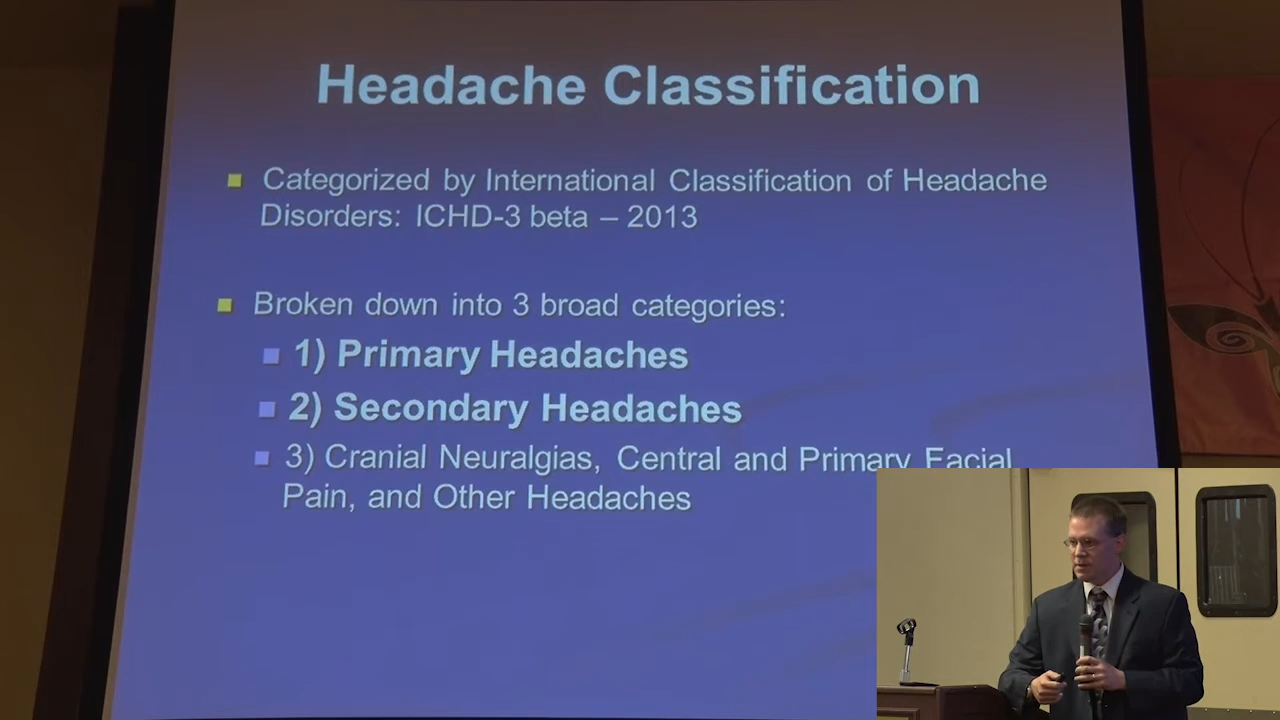 Headache Classification
Categorized by International Classification of Headache
Disorders: ICHD-3 beta – 2013
Broken down into 3 broad categories:
1) Primary Headaches
2) Secondary Headaches
3) Cranial Neuralgias, Central and Primary Facial
Pain, and Other Headaches